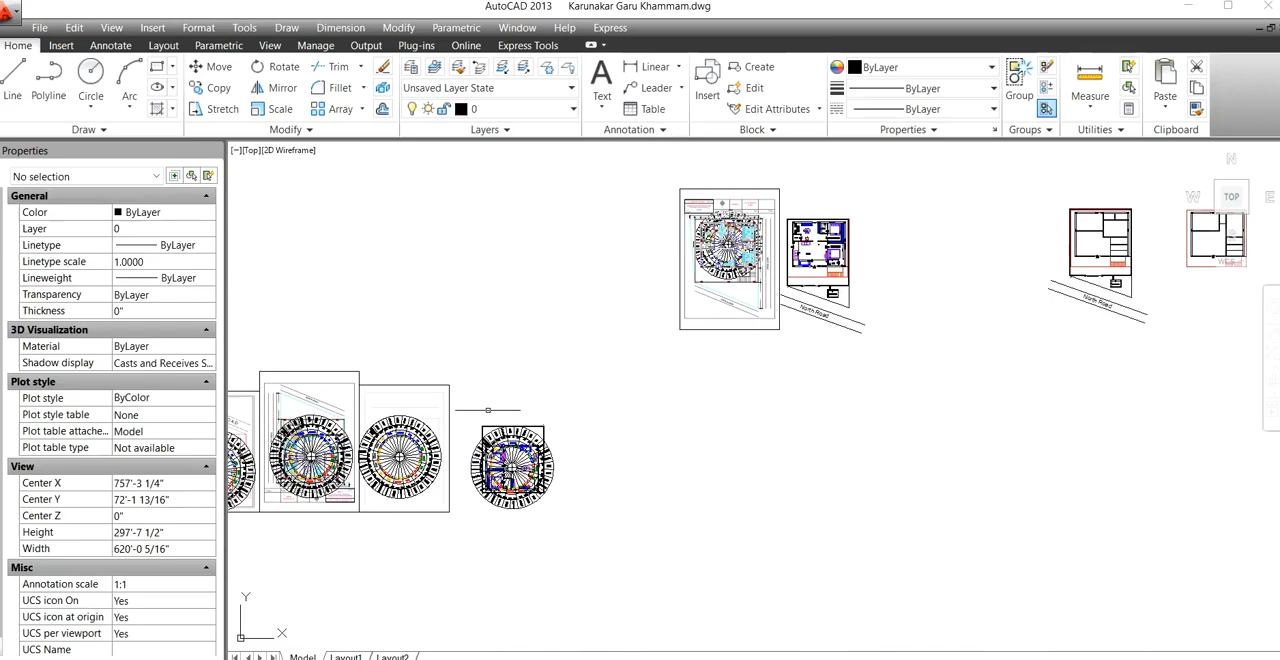 AutoCAD 2013 Karunakar Garu Khammam.dwg
File Edit View Insert Format Tools Draw Dimension Modify Parametric Window Help Express
Home Insert Annotate Layout Parametric View Manage Output Plug-ins Online Express Tools
Line Polyline Circle Arc
Draw
Move Rotate Trim
Copy Mirror Fillet
Stretch Scale Array
Modify
Unsaved Layer State
0
Layers
Text
Linear
Leader
Table
Annotation
Insert
Create
Edit
Edit Attributes
Block
ByLayer
ByLayer
ByLayer
Properties
Group
Groups
Measure
Utilities
Paste
Clipboard
Properties
No selection
General
Color ByLayer
Layer 0
Linetype ByLayer
Linetype scale 1.0000
Lineweight ByLayer
Transparency ByLayer
Thickness 0"
3D Visualization
Material ByLayer
Shadow display Casts and Receives S...
Plot style
Plot style ByColor
Plot style table None
Plot table attache... Model
Plot table type Not available
View
Center X 757'-3 1/4"
Center Y 72'-1 13/16"
Center Z 0"
Height 297'-7 1/2"
Width 620'-0 5/16"
Misc
Annotation scale 1:1
UCS icon On Yes
UCS icon at origin Yes
UCS per viewport Yes
UCS Name
[−][Top][2D Wireframe]
N
W TOP E
WCS
North Road
North Road
Y
X
Model Layout1 Layout2